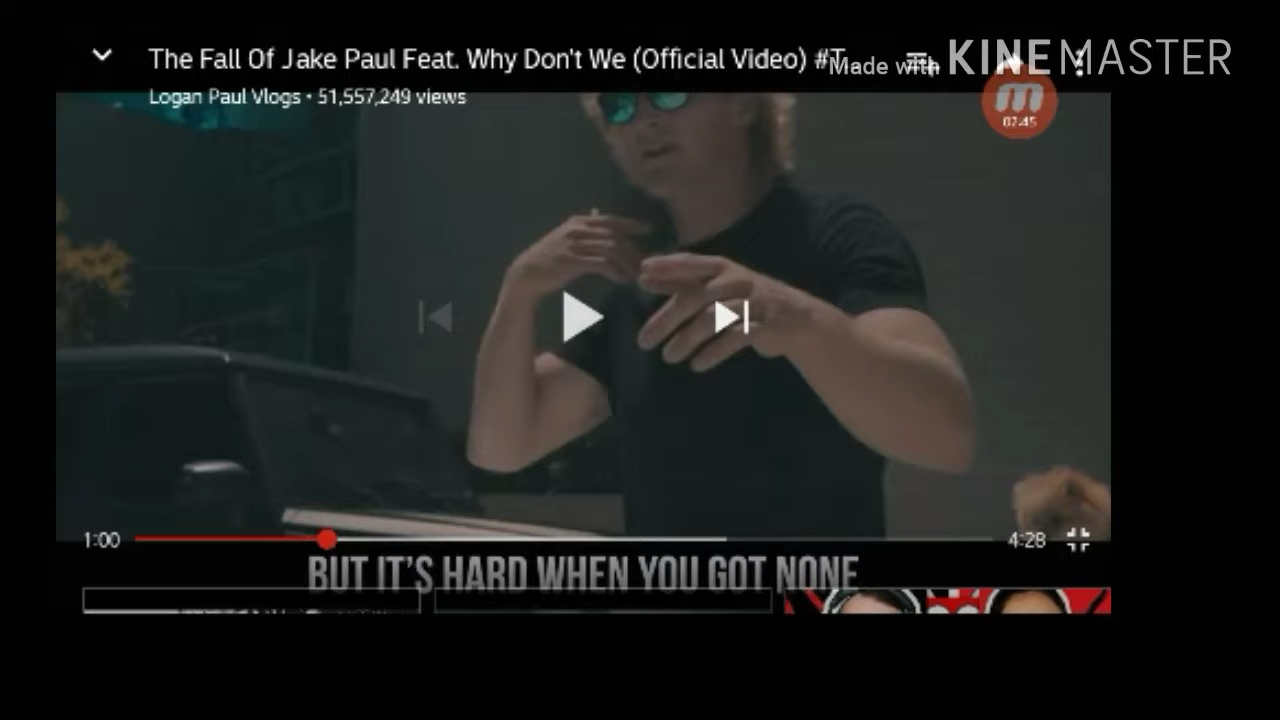 The Fall Of Jake Paul Feat. Why Don't We (Official Video) #T...
Made with KINEMASTER
Logan Paul Vlogs • 51,557,249 views
m
02:45
1:00
4:28
BUT IT'S HARD WHEN YOU GOT NONE